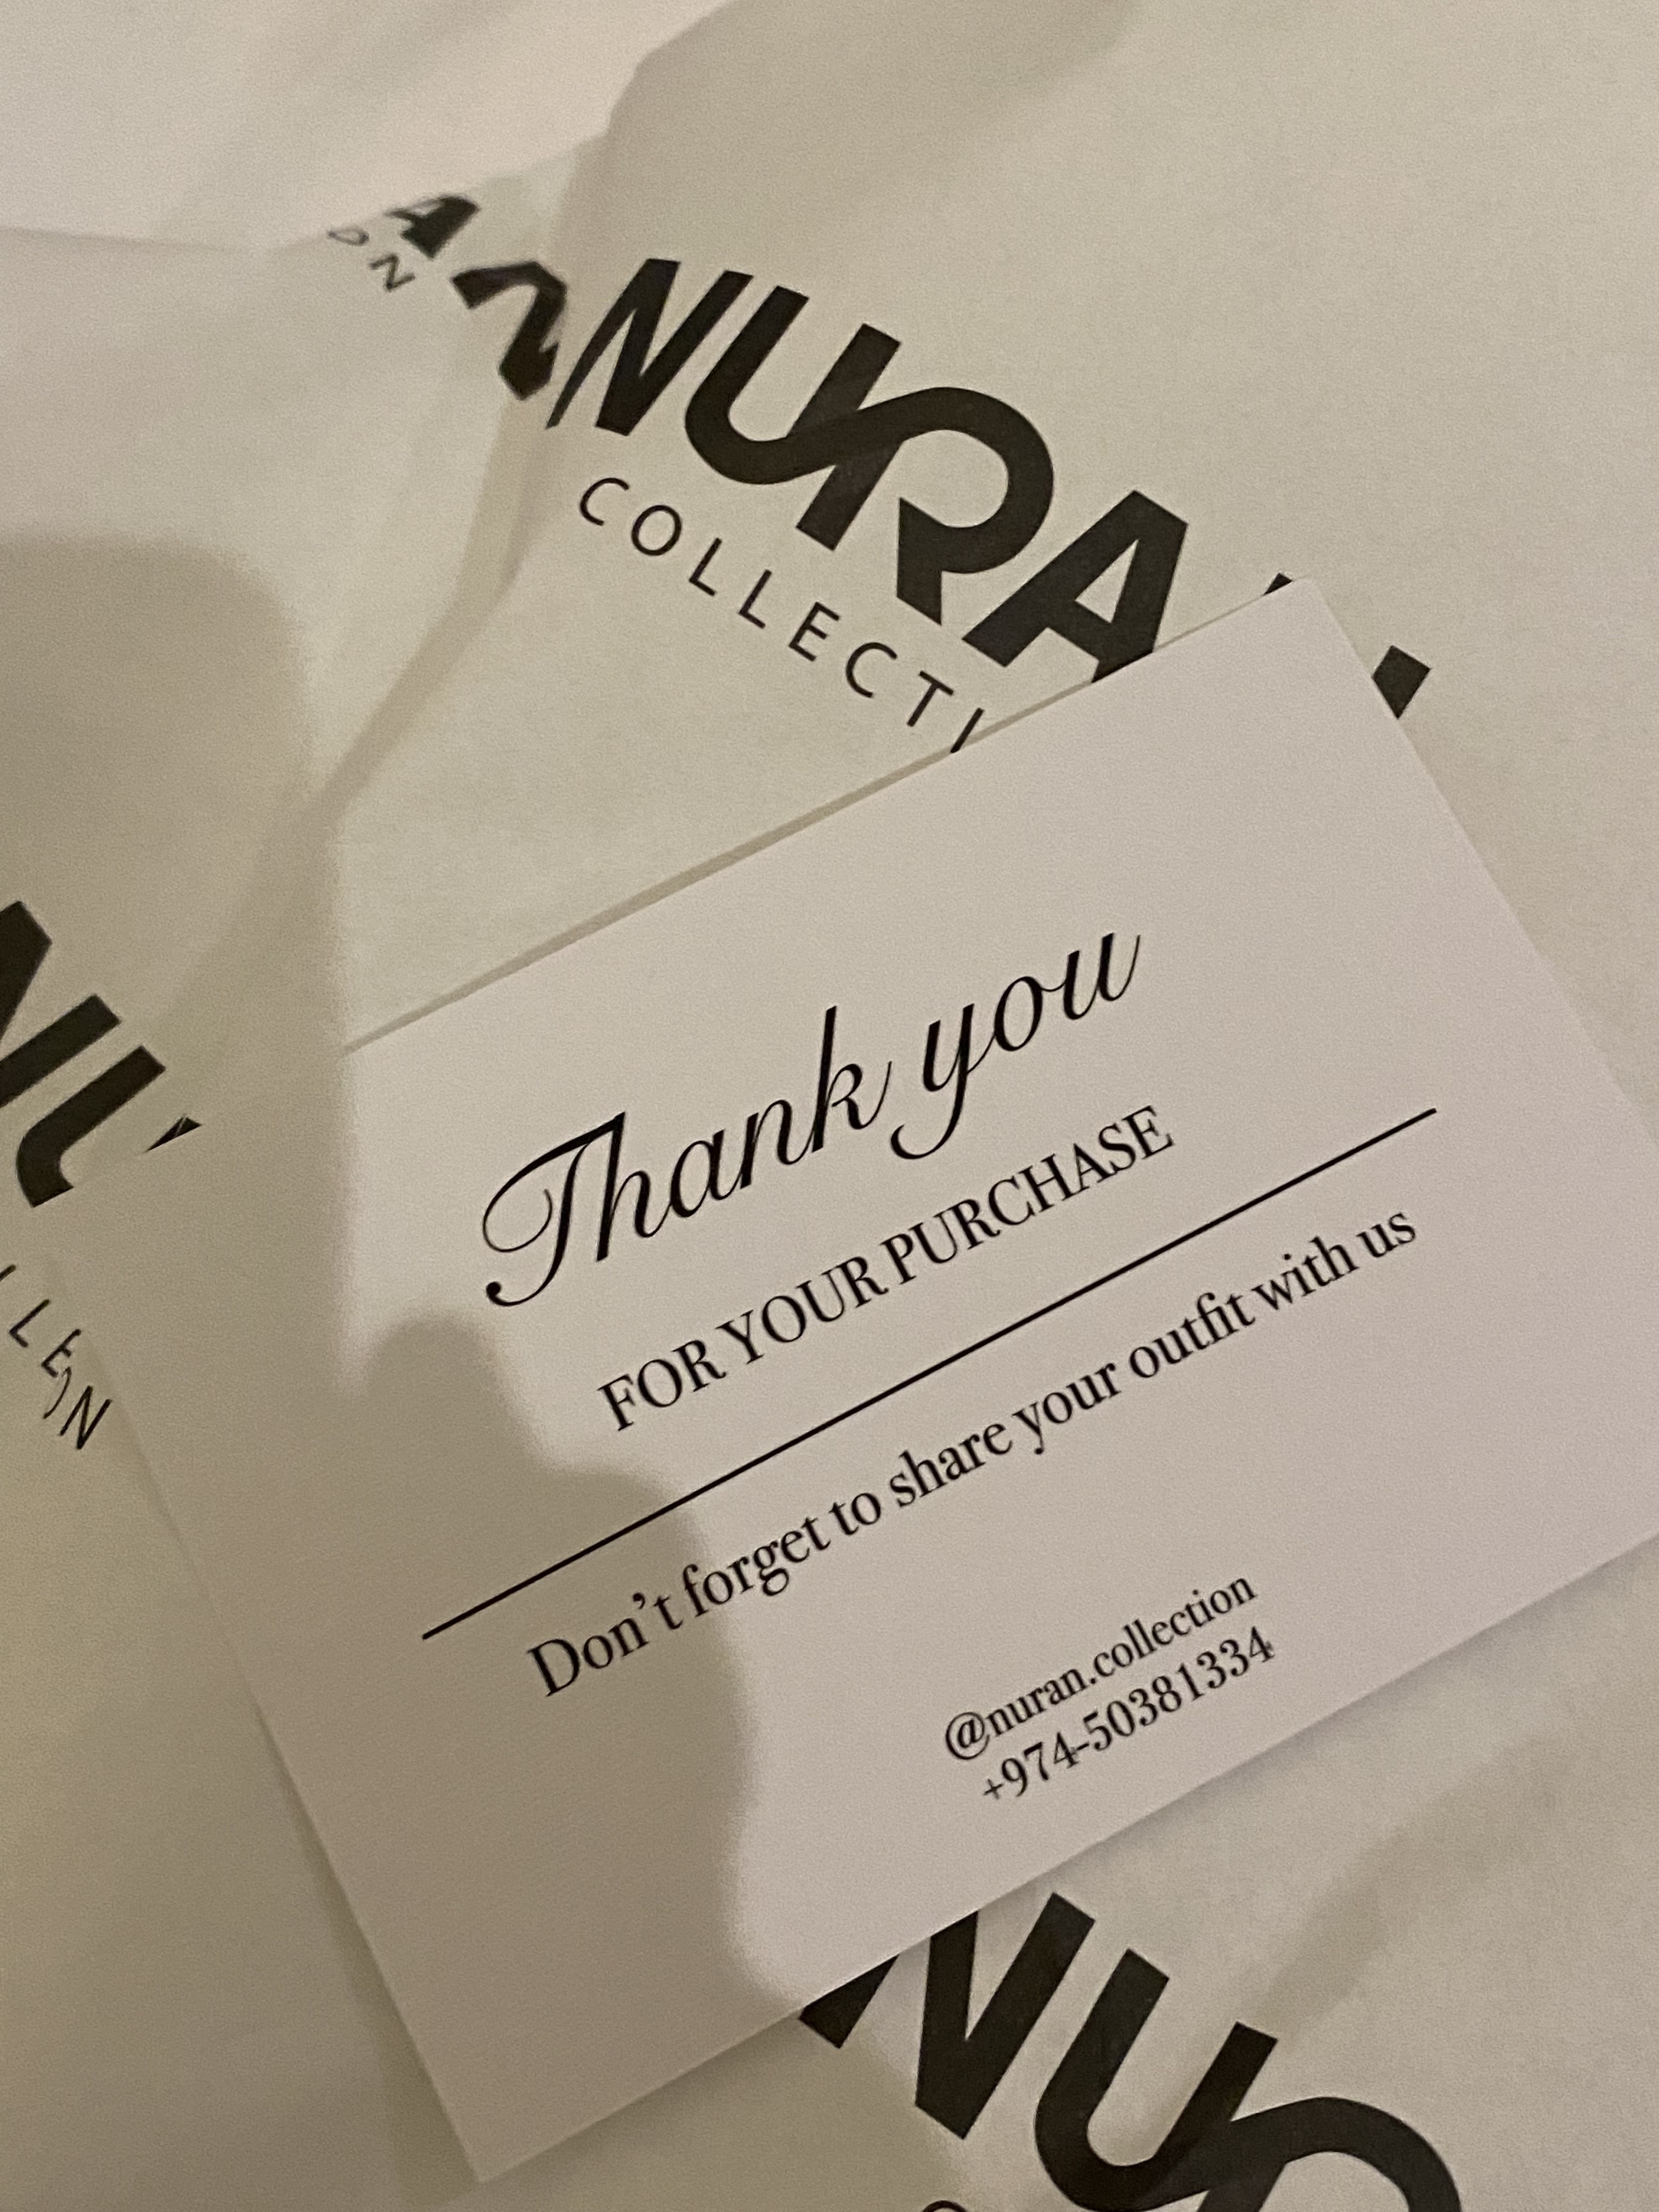 NURA
COLLECTI
Thank you
FOR YOUR PURCHASE
Don't forget to share your outfit with us
@nuran.collection
+974-50381334
NU